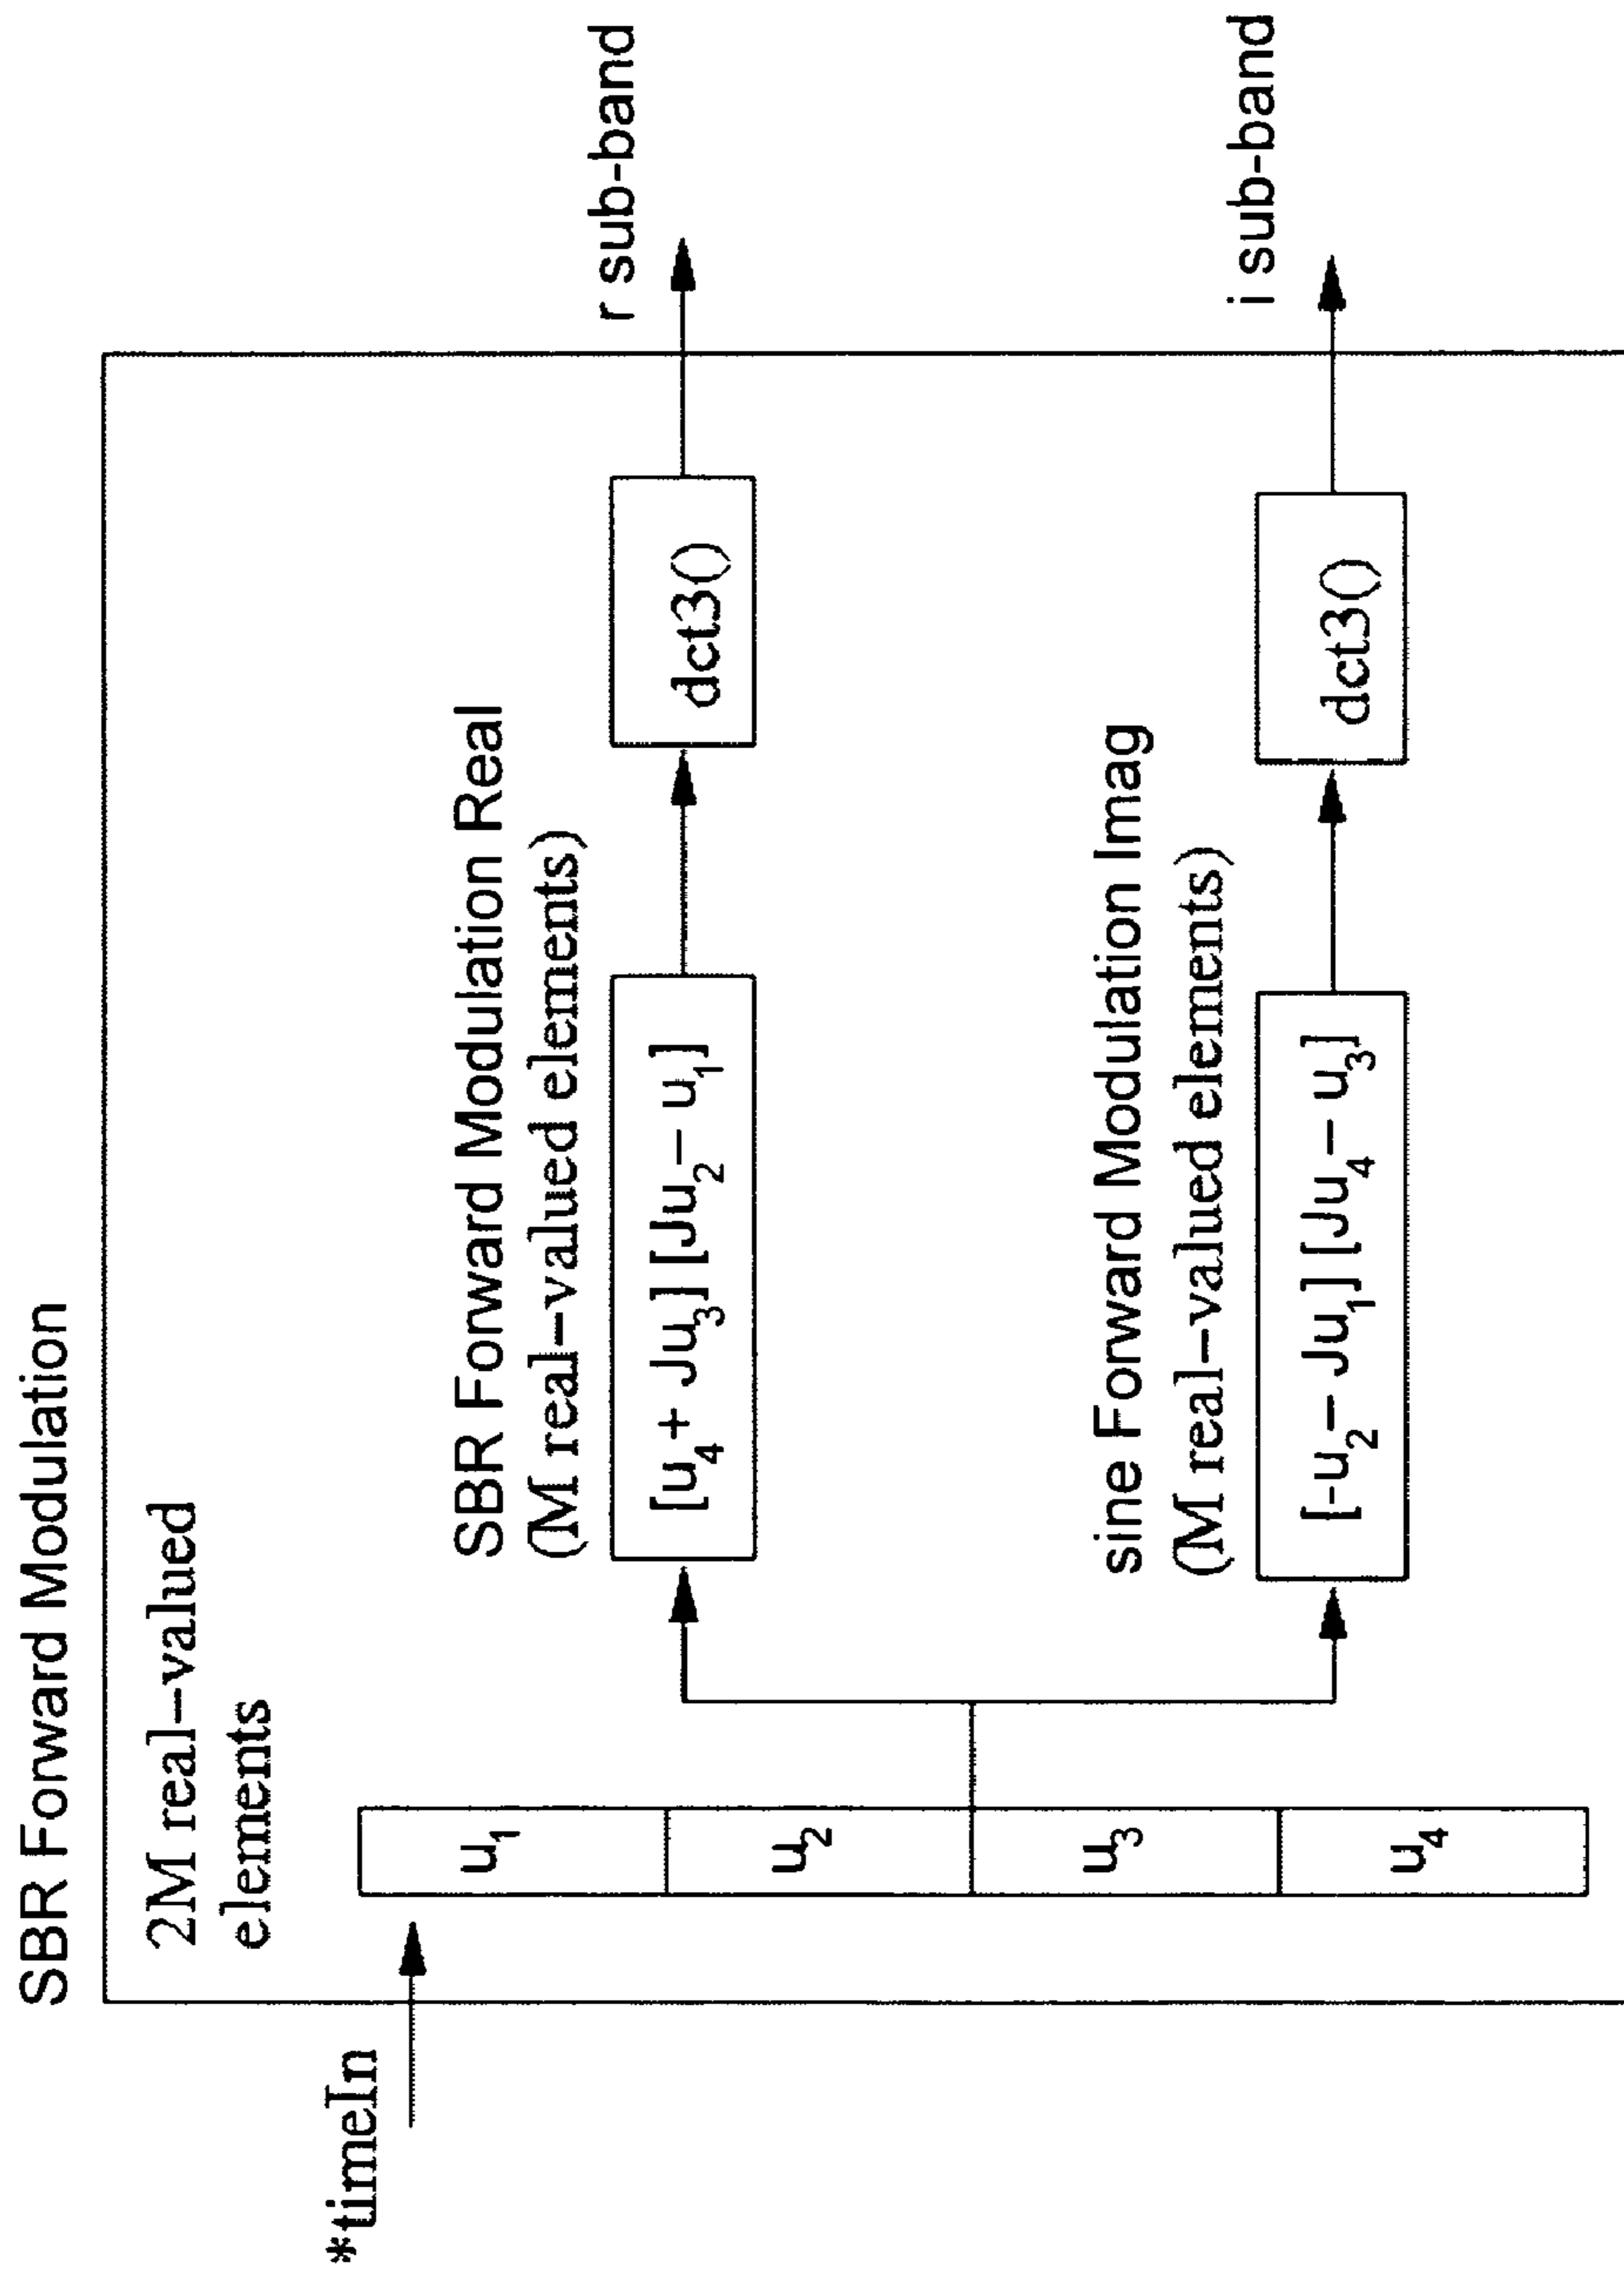 SBR Forward Modulation
2M real-valued
elements
*timeIn
u1
u2
u3
u4
SBR Forward Modulation Real
(M real-valued elements)
[u4 + Ju3] [Ju2 – u1]
dct3()
r sub-band
sine Forward Modulation Imag
(M real-valued elements)
[-u2 – Ju1] [Ju4 – u3]
dct3()
i sub-band